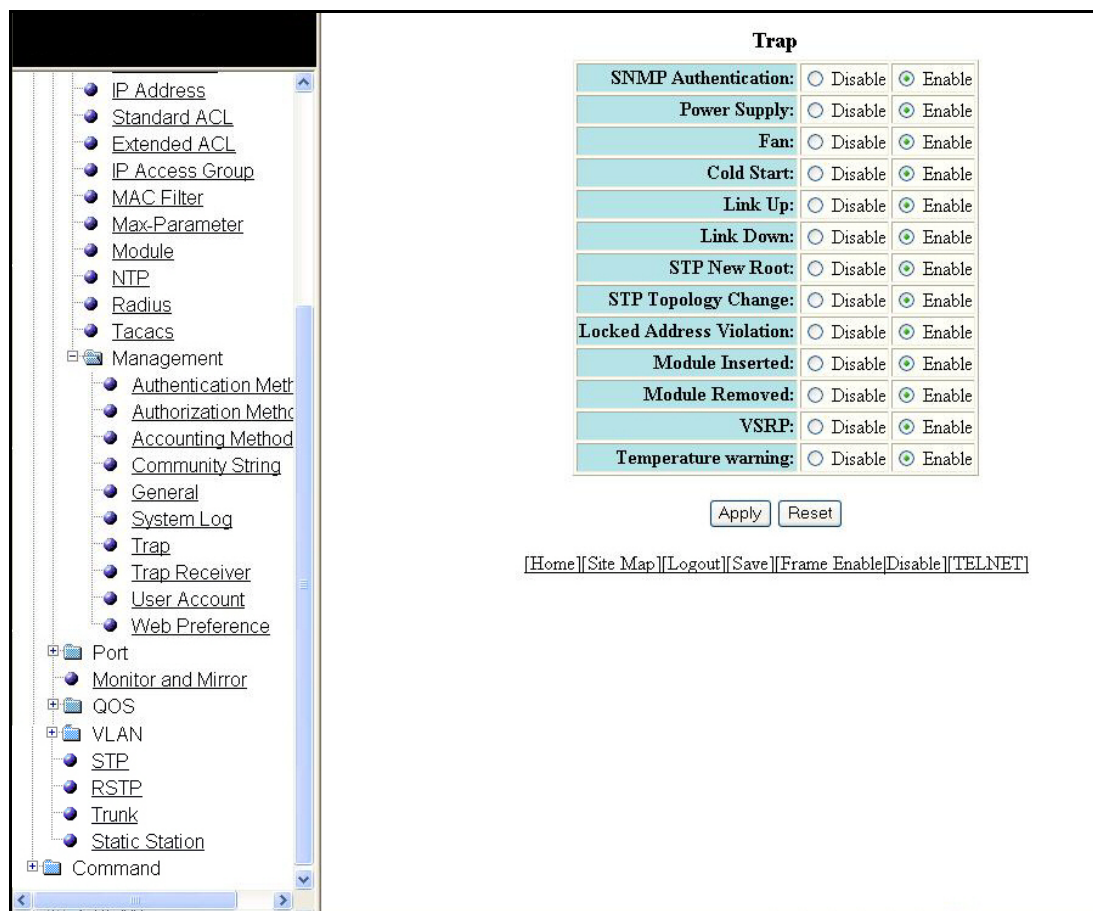 IP Address
Standard ACL
Extended ACL
IP Access Group
MAC Filter
Max-Parameter
Module
NTP
Radius
Tacacs
Management
Authentication Meth
Authorization Metho
Accounting Method
Community String
General
System Log
Trap
Trap Receiver
User Account
Web Preference
Port
Monitor and Mirror
QOS
VLAN
STP
RSTP
Trunk
Static Station
Command
Trap
SNMP Authentication: Disable Enable
Power Supply: Disable Enable
Fan: Disable Enable
Cold Start: Disable Enable
Link Up: Disable Enable
Link Down: Disable Enable
STP New Root: Disable Enable
STP Topology Change: Disable Enable
Locked Address Violation: Disable Enable
Module Inserted: Disable Enable
Module Removed: Disable Enable
VSRP: Disable Enable
Temperature warning: Disable Enable
Apply Reset
[Home][Site Map][Logout][Save][Frame Enable|Disable][TELNET]